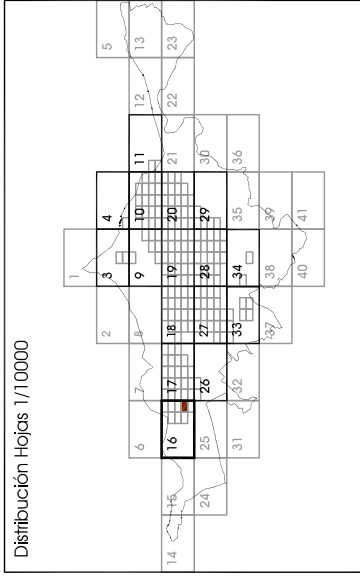 Distribución Hojas 1/10000
1
2 3 4 5
6 7 8 9 10 11 12 13
14 15 16 17 18 19 20 21 22 23
24 25 26 27 28 29 30
31 32 33 34 35 36
37 38 39
40 41